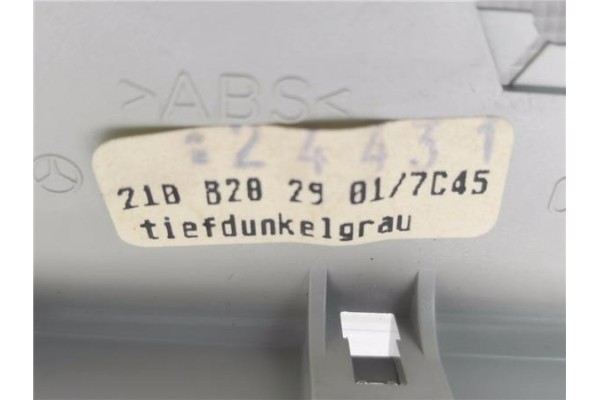 >ABS<
:24431
210 820 29 01/7C45
tiefdunkelgrau